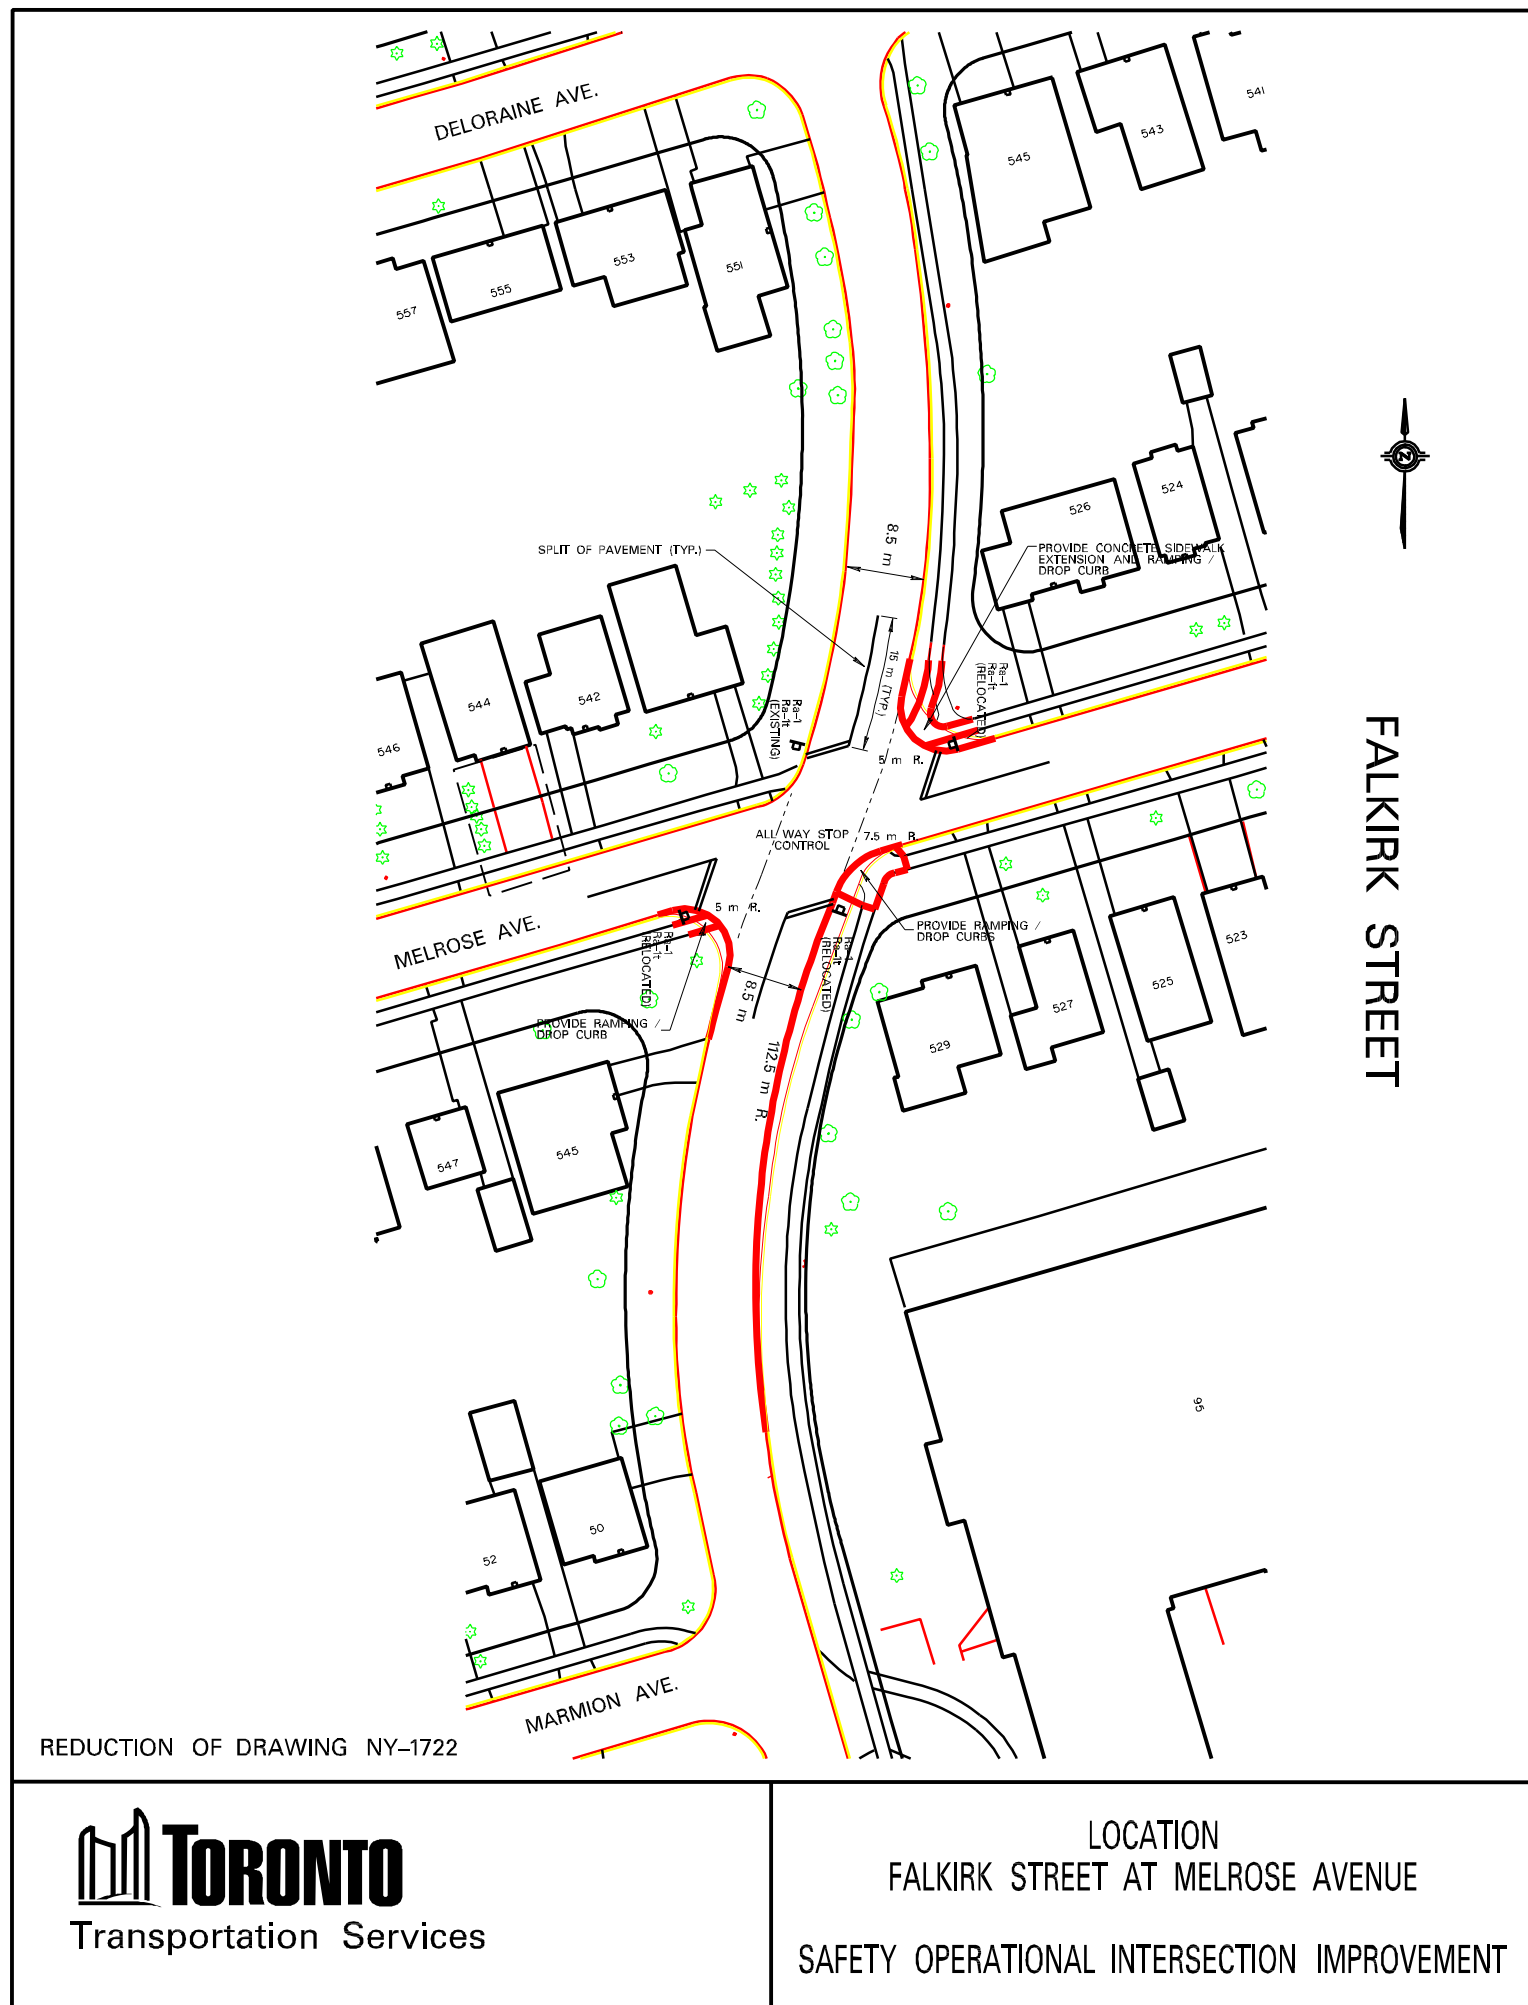 DELORAINE AVE.
541
543
545
553
551
555
557
N
526
524
8.5 m
SPLIT OF PAVEMENT (TYP.)
PROVIDE CONCRETE SIDEWALK
EXTENSION AND RAMPING /
DROP CURB
15 m (TYP.)
Ra-1
Ra-1t
(RELOCATED)
Ra-1
Ra-1t
(EXISTING)
544
542
546
5 m R.
FALKIRK STREET
ALL WAY STOP
CONTROL
7.5 m R.
5 m R.
MELROSE AVE.
PROVIDE RAMPING /
DROP CURBS
Ra-1
Ra-1t
(RELOCATED)
Ra-1
Ra-1t
(RELOCATED)
523
525
527
529
8.5 m
PROVIDE RAMPING /
DROP CURB
112.5 m R.
545
547
95
50
52
MARMION AVE.
REDUCTION OF DRAWING NY-1722
TORONTO
Transportation Services
LOCATION
FALKIRK STREET AT MELROSE AVENUE
SAFETY OPERATIONAL INTERSECTION IMPROVEMENT